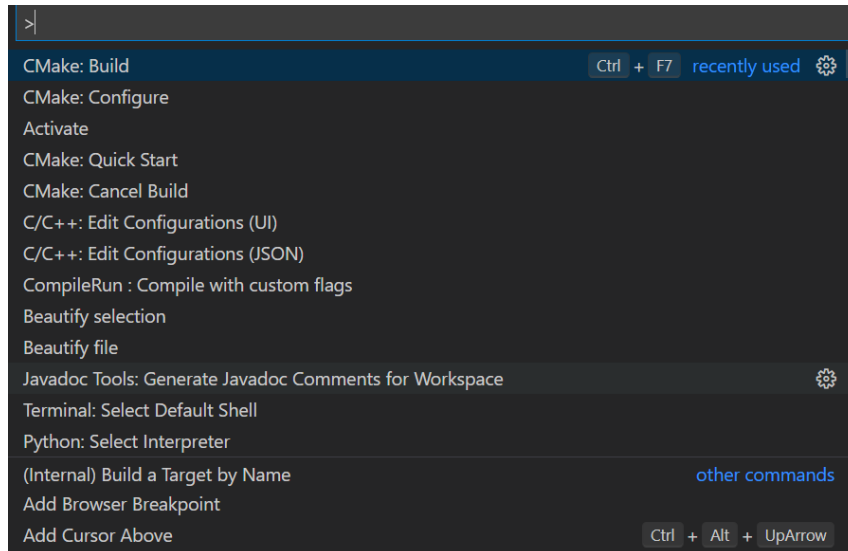 >
CMake: Build Ctrl + F7 recently used
CMake: Configure
Activate
CMake: Quick Start
CMake: Cancel Build
C/C++: Edit Configurations (UI)
C/C++: Edit Configurations (JSON)
CompileRun : Compile with custom flags
Beautify selection
Beautify file
Javadoc Tools: Generate Javadoc Comments for Workspace
Terminal: Select Default Shell
Python: Select Interpreter
(Internal) Build a Target by Name other commands
Add Browser Breakpoint
Add Cursor Above Ctrl + Alt + UpArrow